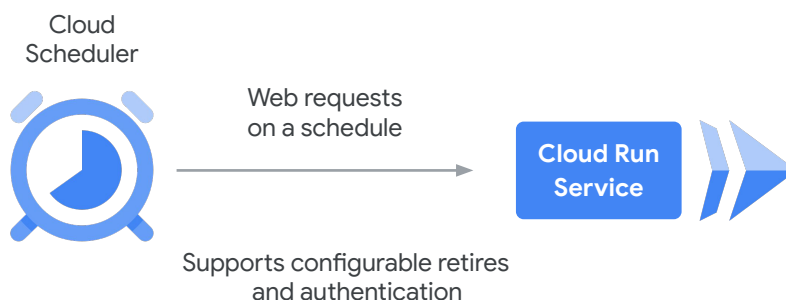 Cloud
Scheduler
Web requests
on a schedule
Cloud Run
Service
Supports configurable retires
and authentication